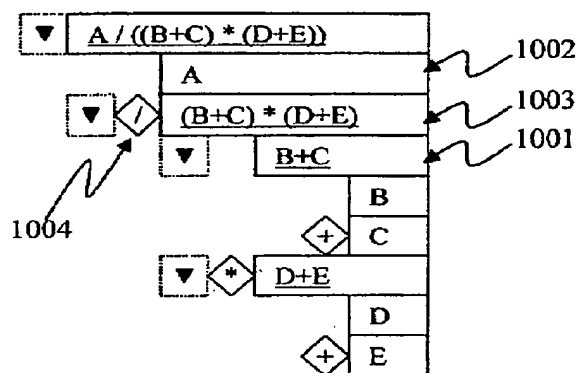 A / ((B+C) * (D+E))
A
1002
/
(B+C) * (D+E)
1003
B+C
1001
B
1004
+
C
*
D+E
D
+
E